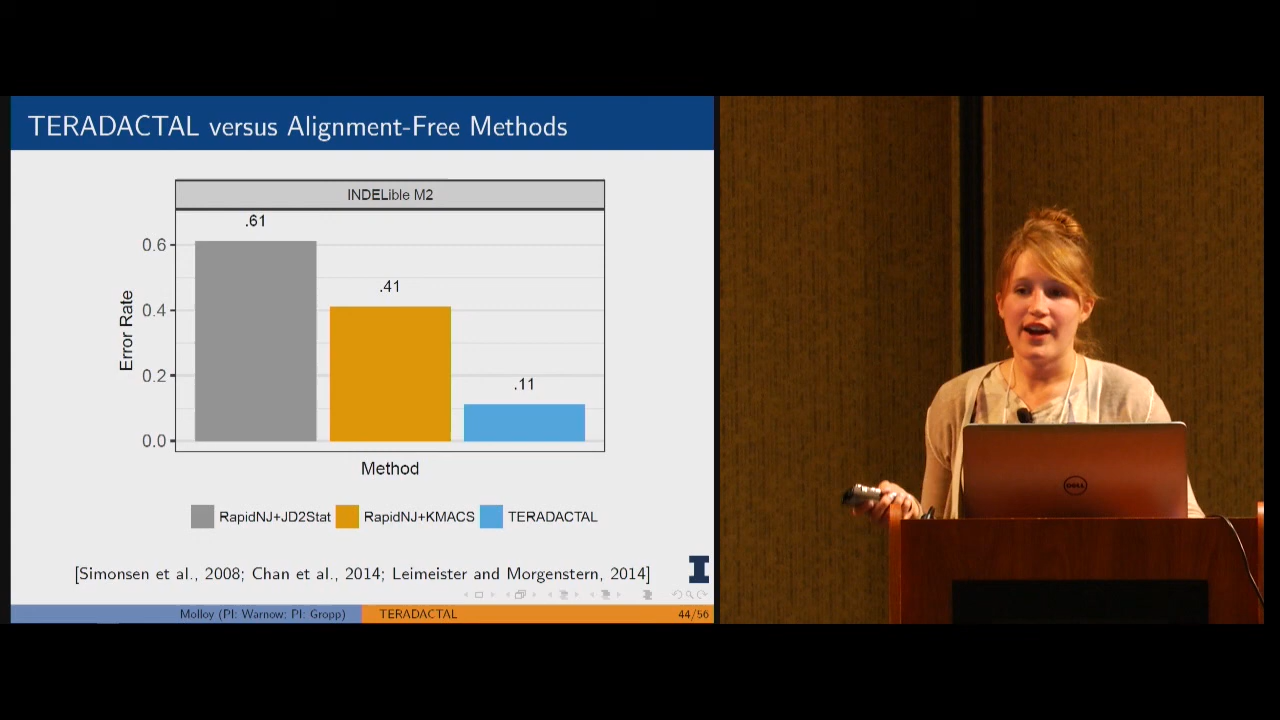 TERADACTAL versus Alignment-Free Methods
INDELible M2
.61
.41
.11
0.6
0.4
0.2
0.0
Error Rate
Method
RapidNJ+JD2Stat RapidNJ+KMACS TERADACTAL
[Simonsen et al., 2008; Chan et al., 2014; Leimeister and Morgenstern, 2014]
I
Molloy (PI: Warnow; PI: Gropp) TERADACTAL 44/56
DELL